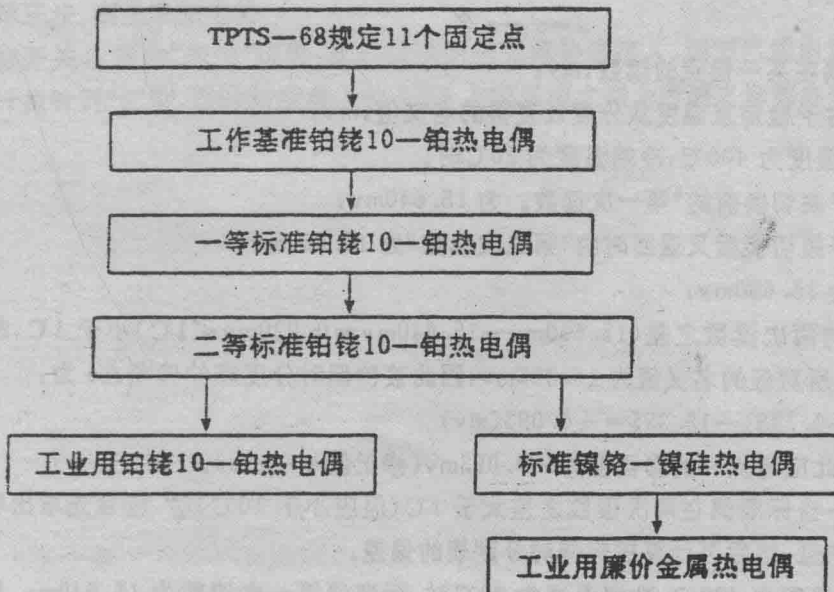 TPTS—68规定11个固定点
工作基准铂铑10—铂热电偶
一等标准铂铑10—铂热电偶
二等标准铂铑10—铂热电偶
工业用铂铑10—铂热电偶
标准镍铬—镍硅热电偶
工业用廉价金属热电偶